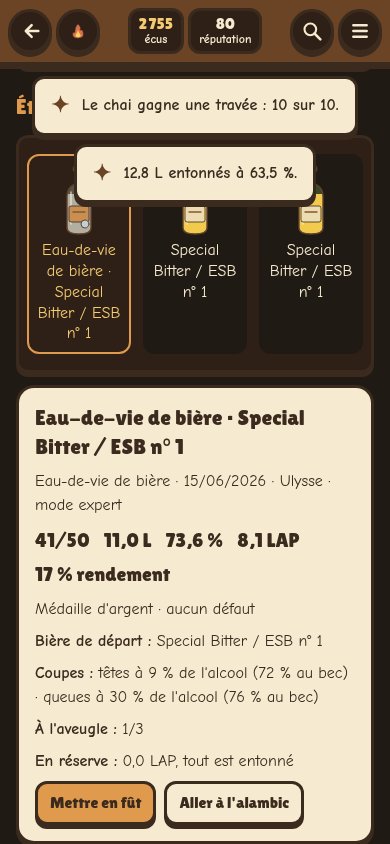 2 755
écus
80
réputation
Ét
Le chai gagne une travée : 10 sur 10.
12,8 L entonnés à 63,5 %.
Eau-de-vie
de bière ·
Special
Bitter / ESB
n° 1
Special
Bitter / ESB
n° 1
Special
Bitter / ESB
n° 1
Eau-de-vie de bière · Special
Bitter / ESB n° 1
Eau-de-vie de bière · 15/06/2026 · Ulysse ·
mode expert
41/50 11,0 L 73,6 % 8,1 LAP
17 % rendement
Médaille d'argent · aucun défaut
Bière de départ : Special Bitter / ESB n° 1
Coupes : têtes à 9 % de l'alcool (72 % au bec)
· queues à 30 % de l'alcool (76 % au bec)
À l'aveugle : 1/3
En réserve : 0,0 LAP, tout est entonné
Mettre en fût
Aller à l'alambic